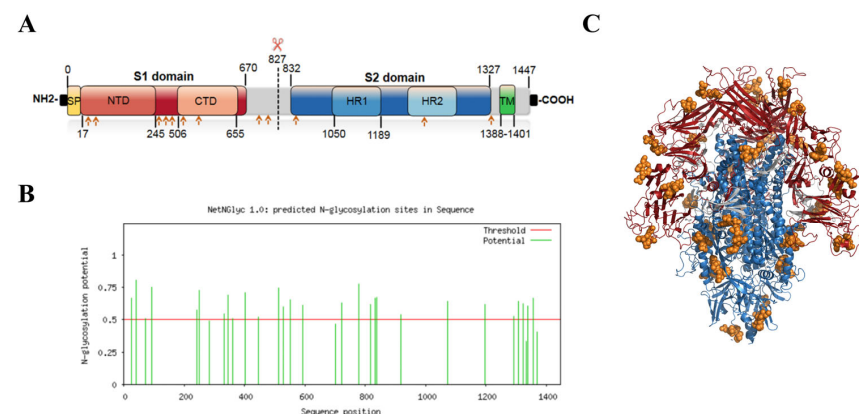 A
C
0
670
827
832
1327
1447
S1 domain
S2 domain
NH2-
SP
NTD
CTD
HR1
HR2
TM
-COOH
17
245
506
655
1050
1189
1388-1401
B
NetNGlyc 1.0: predicted N-glycosylation sites in Sequence
Threshold
Potential
N-glycosylation potential
1
0.75
0.5
0.25
0
0
200
400
600
800
1000
1200
1400
Sequence position